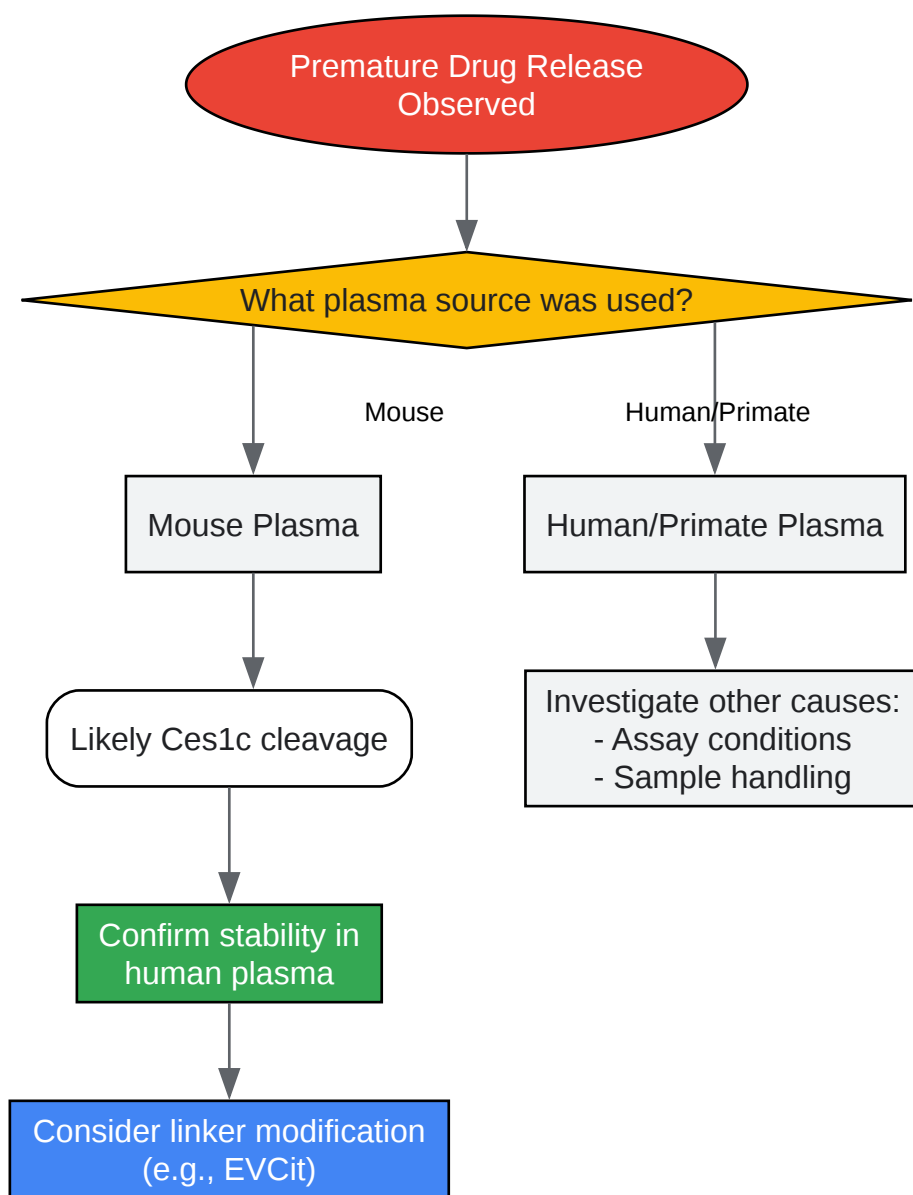 Premature Drug Release
Observed
What plasma source was used?
Mouse
Human/Primate
Mouse Plasma
Human/Primate Plasma
Likely Ces1c cleavage
Investigate other causes:
- Assay conditions
- Sample handling
Confirm stability in
human plasma
Consider linker modification
(e.g., EVCit)